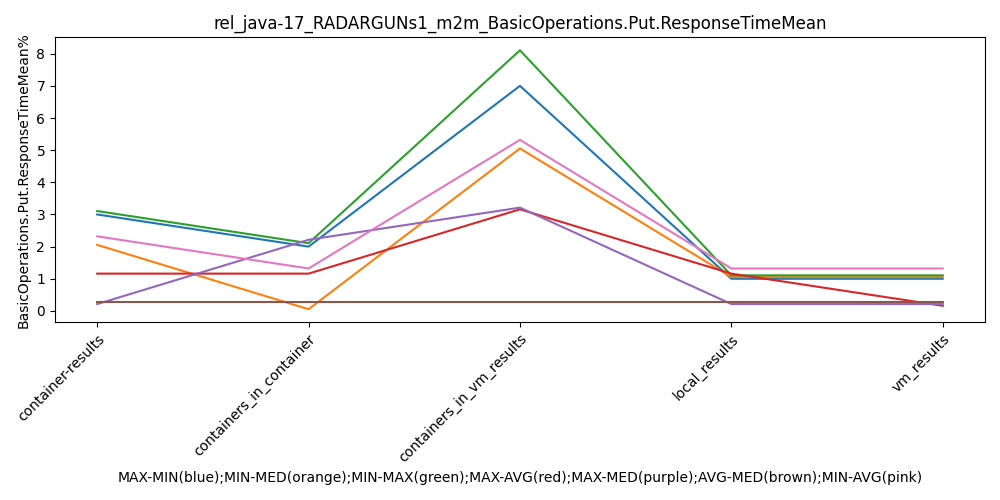 rel_java-17_RADARGUNs1_m2m_BasicOperations.Put.ResponseTimeMean
BasicOperations.Put.ResponseTimeMean%
8
7
6
5
4
3
2
1
0
container-results
containers_in_container
containers_in_vm_results
local_results
vm_results
MAX-MIN(blue);MIN-MED(orange);MIN-MAX(green);MAX-AVG(red);MAX-MED(purple);AVG-MED(brown);MIN-AVG(pink)